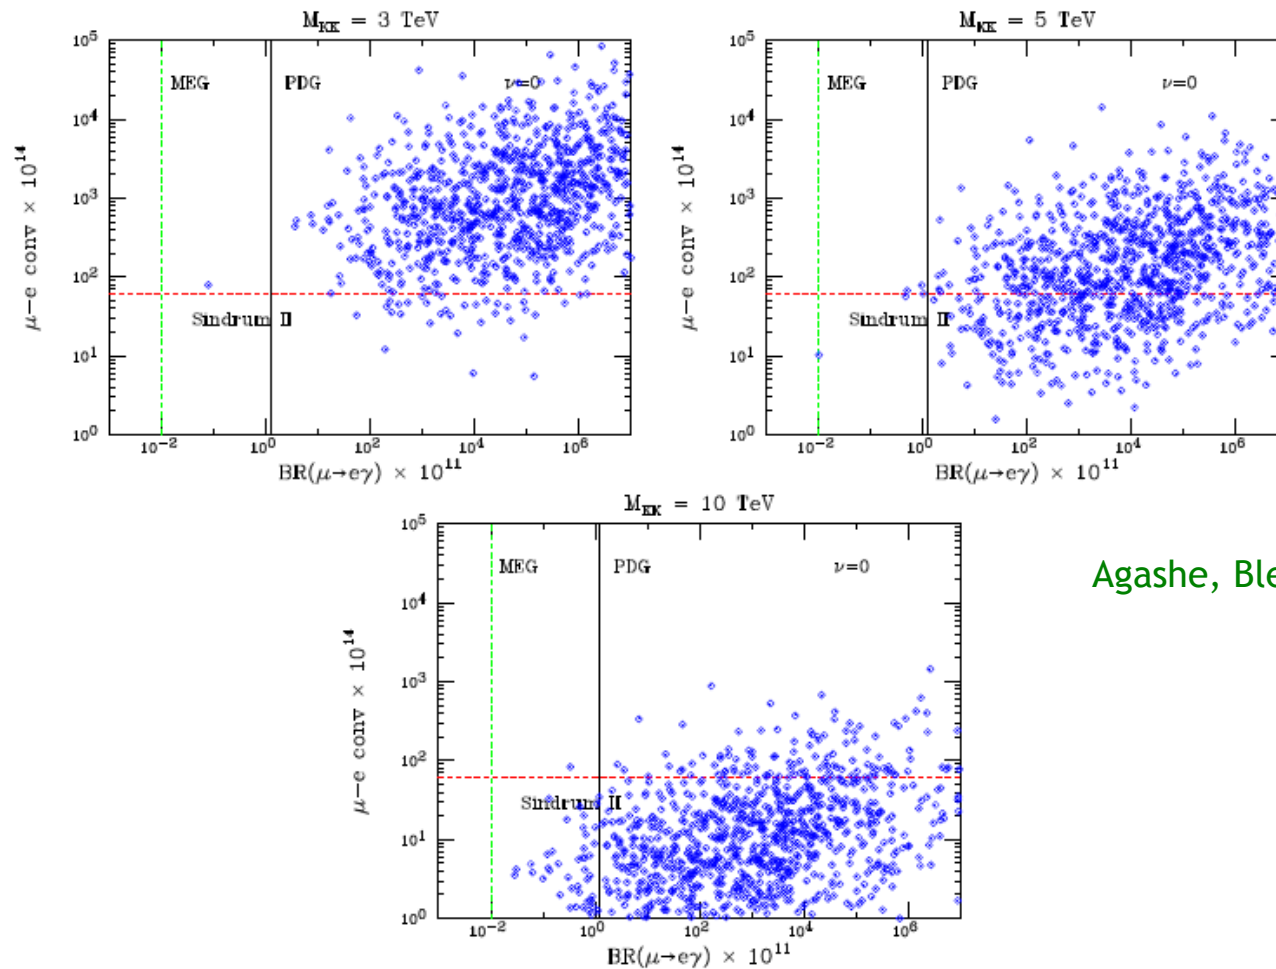 M_KK = 3 TeV
MEG PDG ν=0
Sindrum II
μ−e conv × 10^14
10^5
10^4
10^3
10^2
10^1
10^0
10^−2 10^0 10^2 10^4 10^6
BR(μ→eγ) × 10^11
M_KK = 5 TeV
MEG PDG ν=0
Sindrum II
μ−e conv × 10^14
10^5
10^4
10^3
10^2
10^1
10^0
10^−2 10^0 10^2 10^4 10^6
BR(μ→eγ) × 10^11
M_KK = 10 TeV
MEG PDG ν=0
Sindrum II
μ−e conv × 10^14
10^5
10^4
10^3
10^2
10^1
10^0
10^−2 10^0 10^2 10^4 10^6
BR(μ→eγ) × 10^11
Agashe, Ble